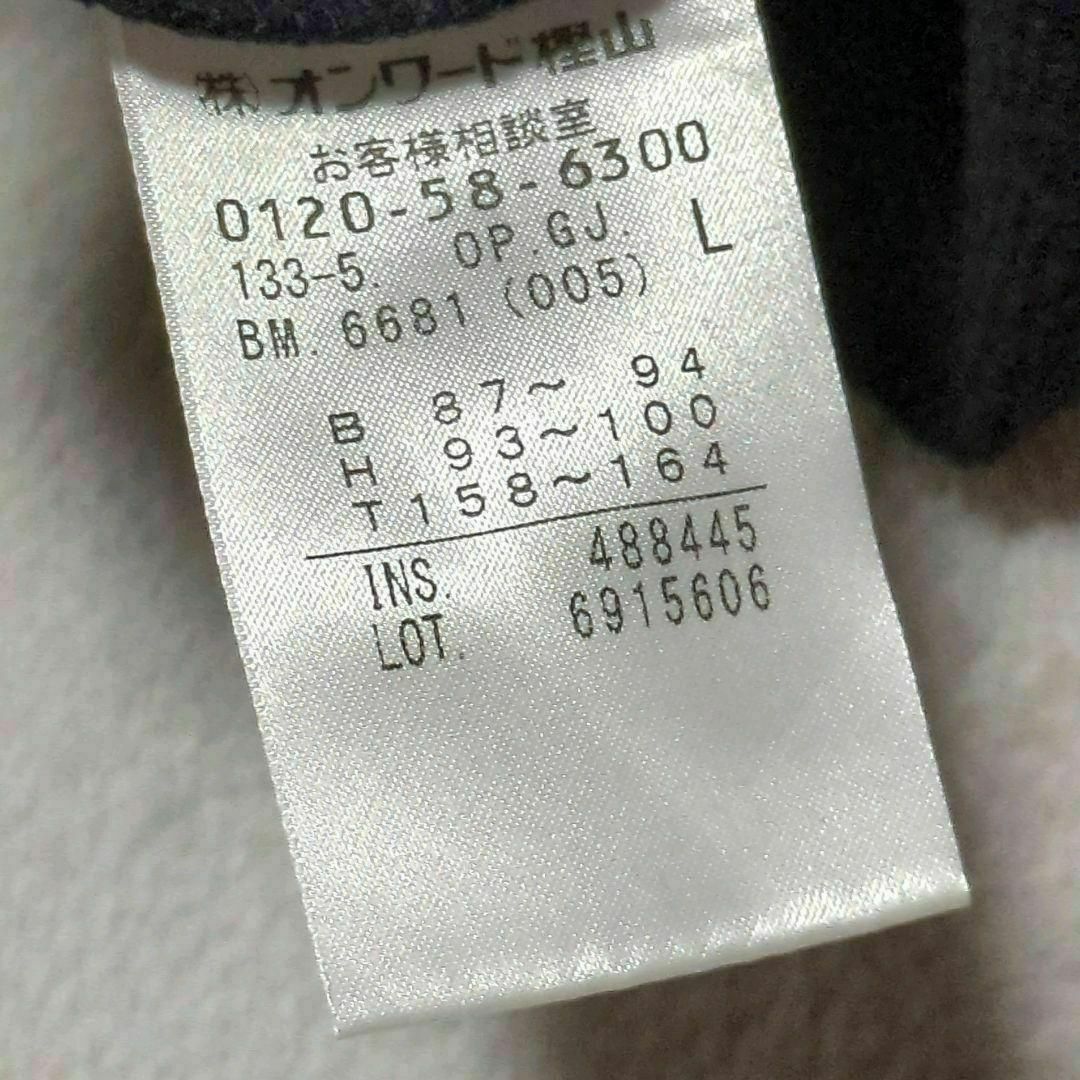 (株)オンワード樫山
お客様相談室
0120-58-6300
133-5. OP.GJ. L
BM. 6681 (005)
B 87～ 94
H 93～100
T158～164
INS. 488445
LOT. 6915606